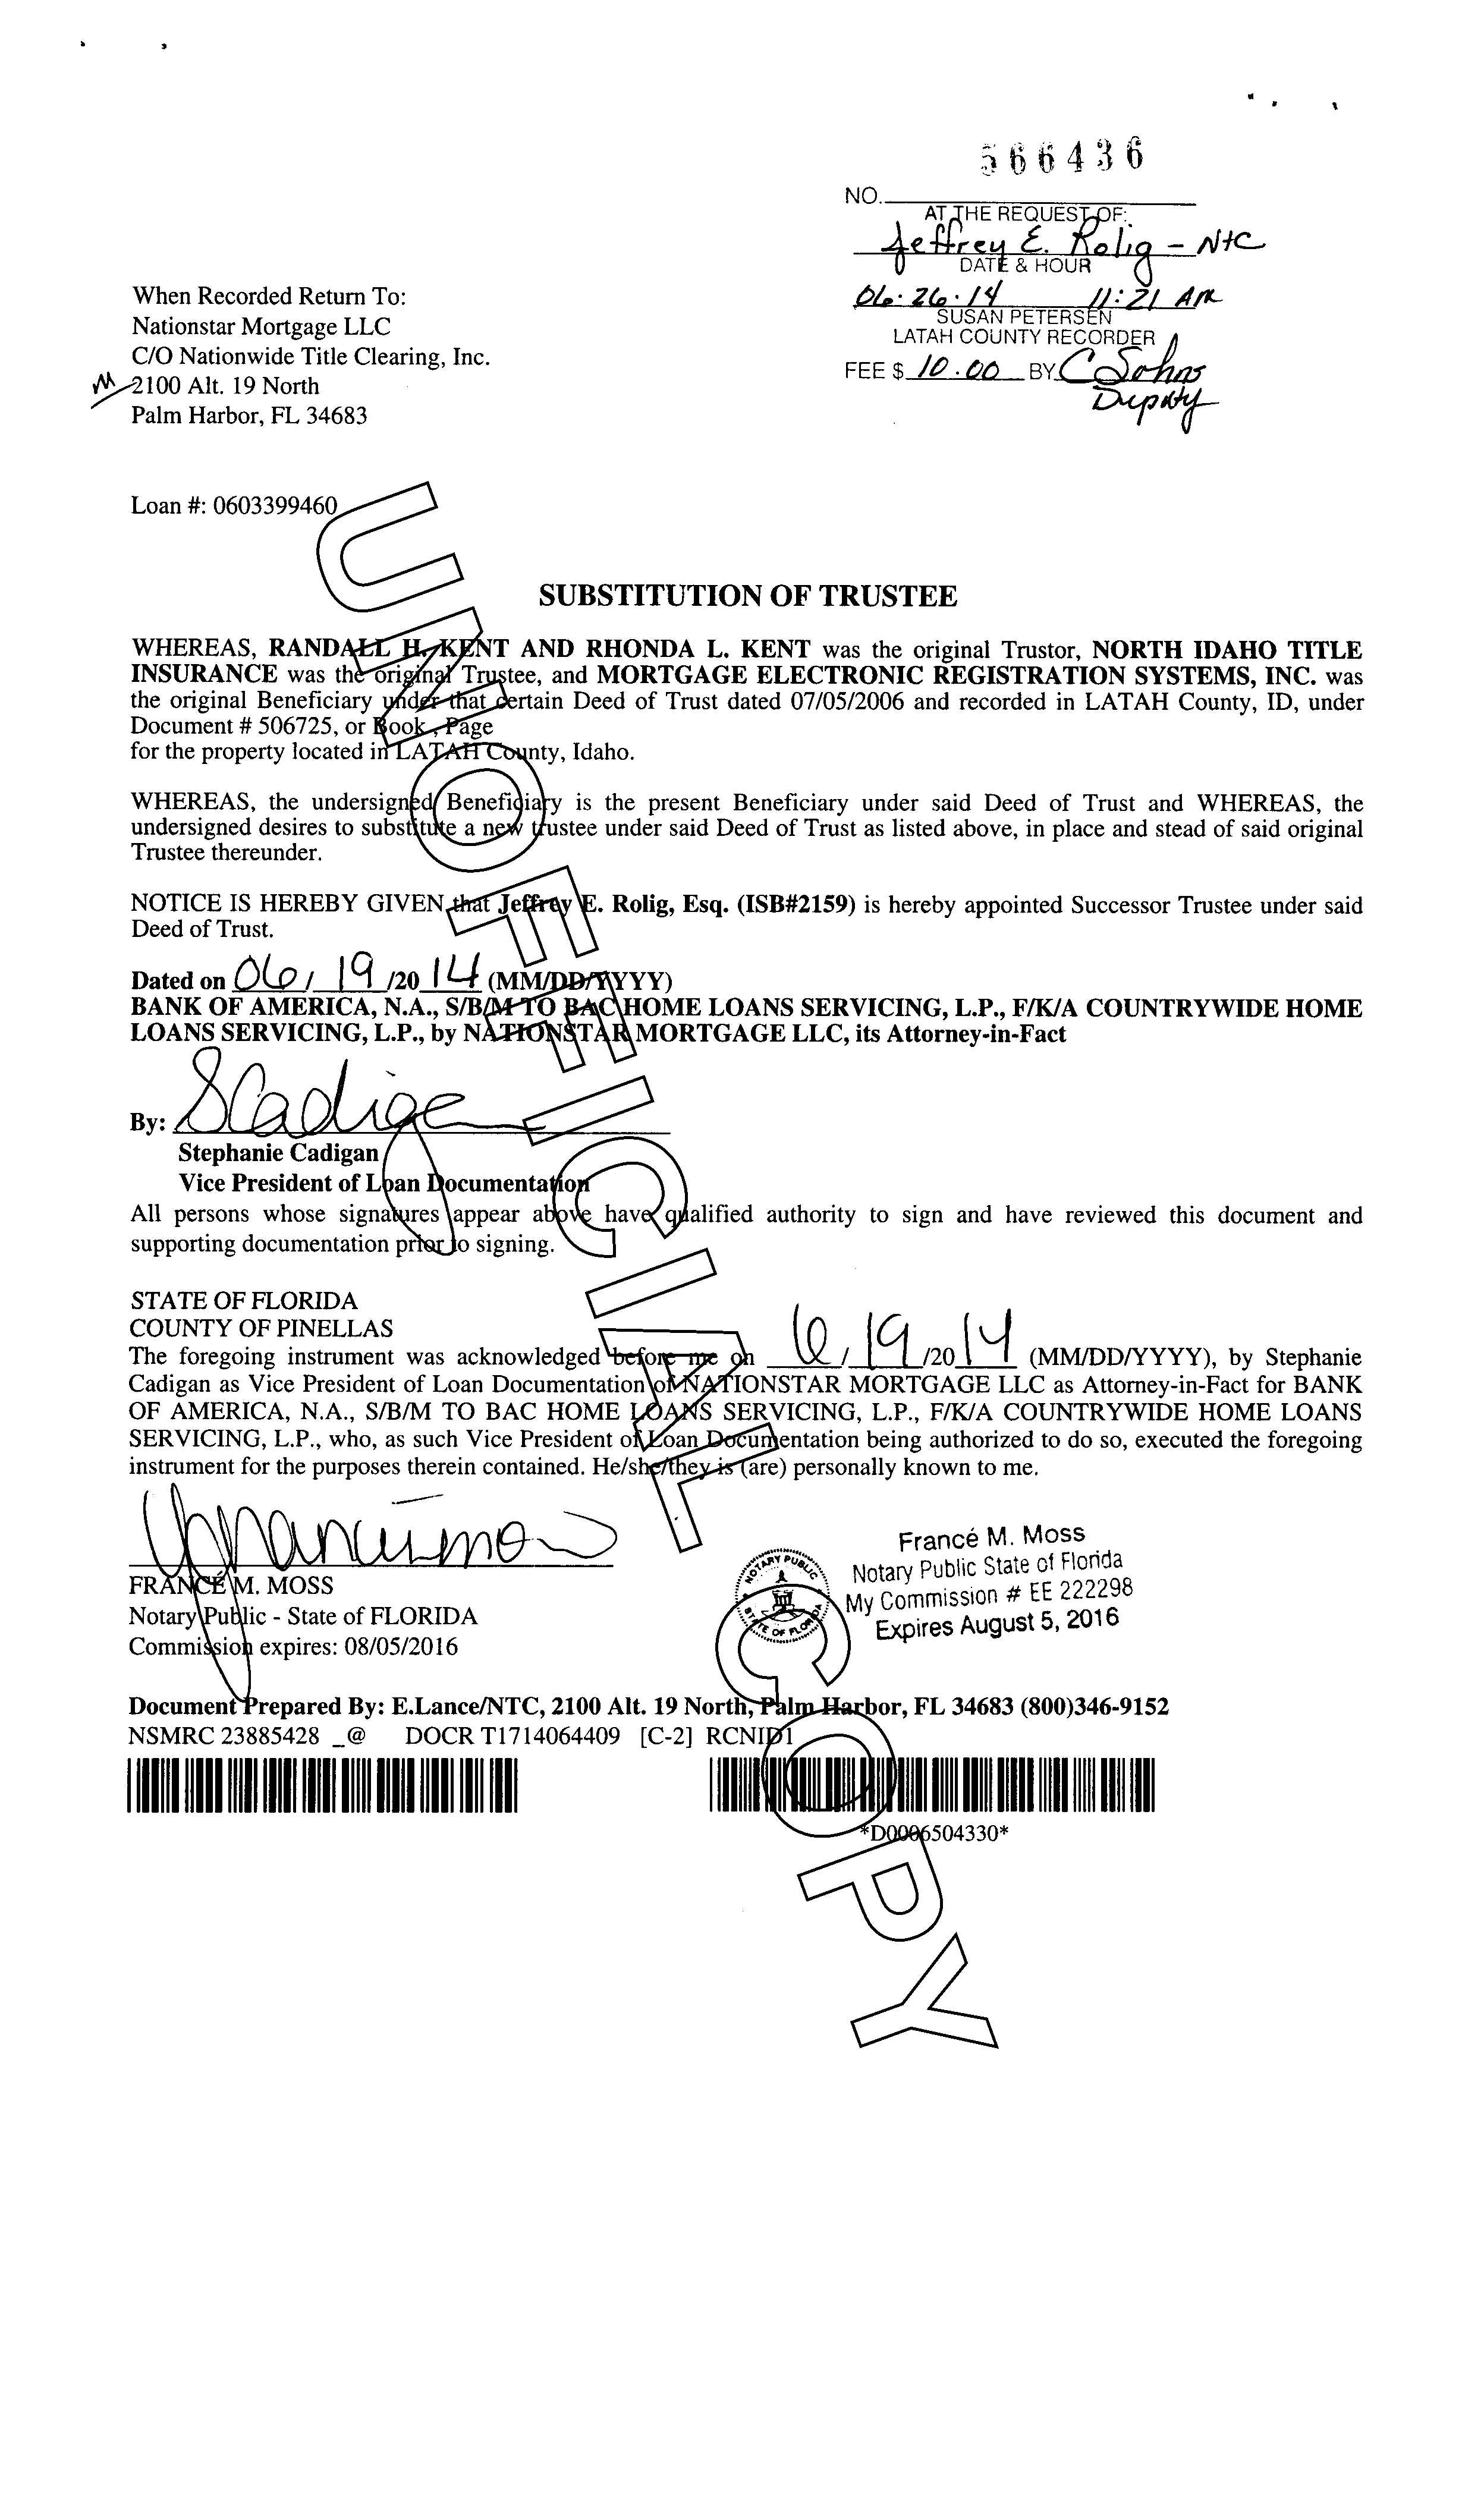 566436
NO.
AT THE REQUEST OF:
Jeffrey E. Rolig - NTC
DATE & HOUR
06.26.14 11:21 AM
SUSAN PETERSEN
LATAH COUNTY RECORDER
FEE $ 10.00 BY C Sohns
Deputy
When Recorded Return To:
Nationstar Mortgage LLC
C/O Nationwide Title Clearing, Inc.
M 2100 Alt. 19 North
Palm Harbor, FL 34683
Loan #: 0603399460
SUBSTITUTION OF TRUSTEE
WHEREAS, RANDALL H. KENT AND RHONDA L. KENT was the original Trustor, NORTH IDAHO TITLE
INSURANCE was the original Trustee, and MORTGAGE ELECTRONIC REGISTRATION SYSTEMS, INC. was
the original Beneficiary under that certain Deed of Trust dated 07/05/2006 and recorded in LATAH County, ID, under
Document # 506725, or Book , Page
for the property located in LATAH County, Idaho.
WHEREAS, the undersigned Beneficiary is the present Beneficiary under said Deed of Trust and WHEREAS, the
undersigned desires to substitute a new trustee under said Deed of Trust as listed above, in place and stead of said original
Trustee thereunder.
NOTICE IS HEREBY GIVEN that Jeffrey E. Rolig, Esq. (ISB#2159) is hereby appointed Successor Trustee under said
Deed of Trust.
Dated on 06/ 19 /20 14 (MM/DD/YYYY)
BANK OF AMERICA, N.A., S/B/M TO BAC HOME LOANS SERVICING, L.P., F/K/A COUNTRYWIDE HOME
LOANS SERVICING, L.P., by NATIONSTAR MORTGAGE LLC, its Attorney-in-Fact
By: SCadigan
Stephanie Cadigan
Vice President of Loan Documentation
All persons whose signatures appear above have qualified authority to sign and have reviewed this document and
supporting documentation prior to signing.
STATE OF FLORIDA
COUNTY OF PINELLAS
The foregoing instrument was acknowledged before me on 6/ 19 /20 14 (MM/DD/YYYY), by Stephanie
Cadigan as Vice President of Loan Documentation of NATIONSTAR MORTGAGE LLC as Attorney-in-Fact for BANK
OF AMERICA, N.A., S/B/M TO BAC HOME LOANS SERVICING, L.P., F/K/A COUNTRYWIDE HOME LOANS
SERVICING, L.P., who, as such Vice President of Loan Documentation being authorized to do so, executed the foregoing
instrument for the purposes therein contained. He/she/they is (are) personally known to me.
FRANCÉ M. MOSS
Notary Public - State of FLORIDA
Commission expires: 08/05/2016
NOTARY PUBLIC
STATE OF FLORIDA
Francé M. Moss
Notary Public State of Florida
My Commission # EE 222298
Expires August 5, 2016
Document Prepared By: E.Lance/NTC, 2100 Alt. 19 North, Palm Harbor, FL 34683 (800)346-9152
NSMRC 23885428 _@ DOCR T1714064409 [C-2] RCNID1
*D0006504330*
UNOFFICIAL COPY